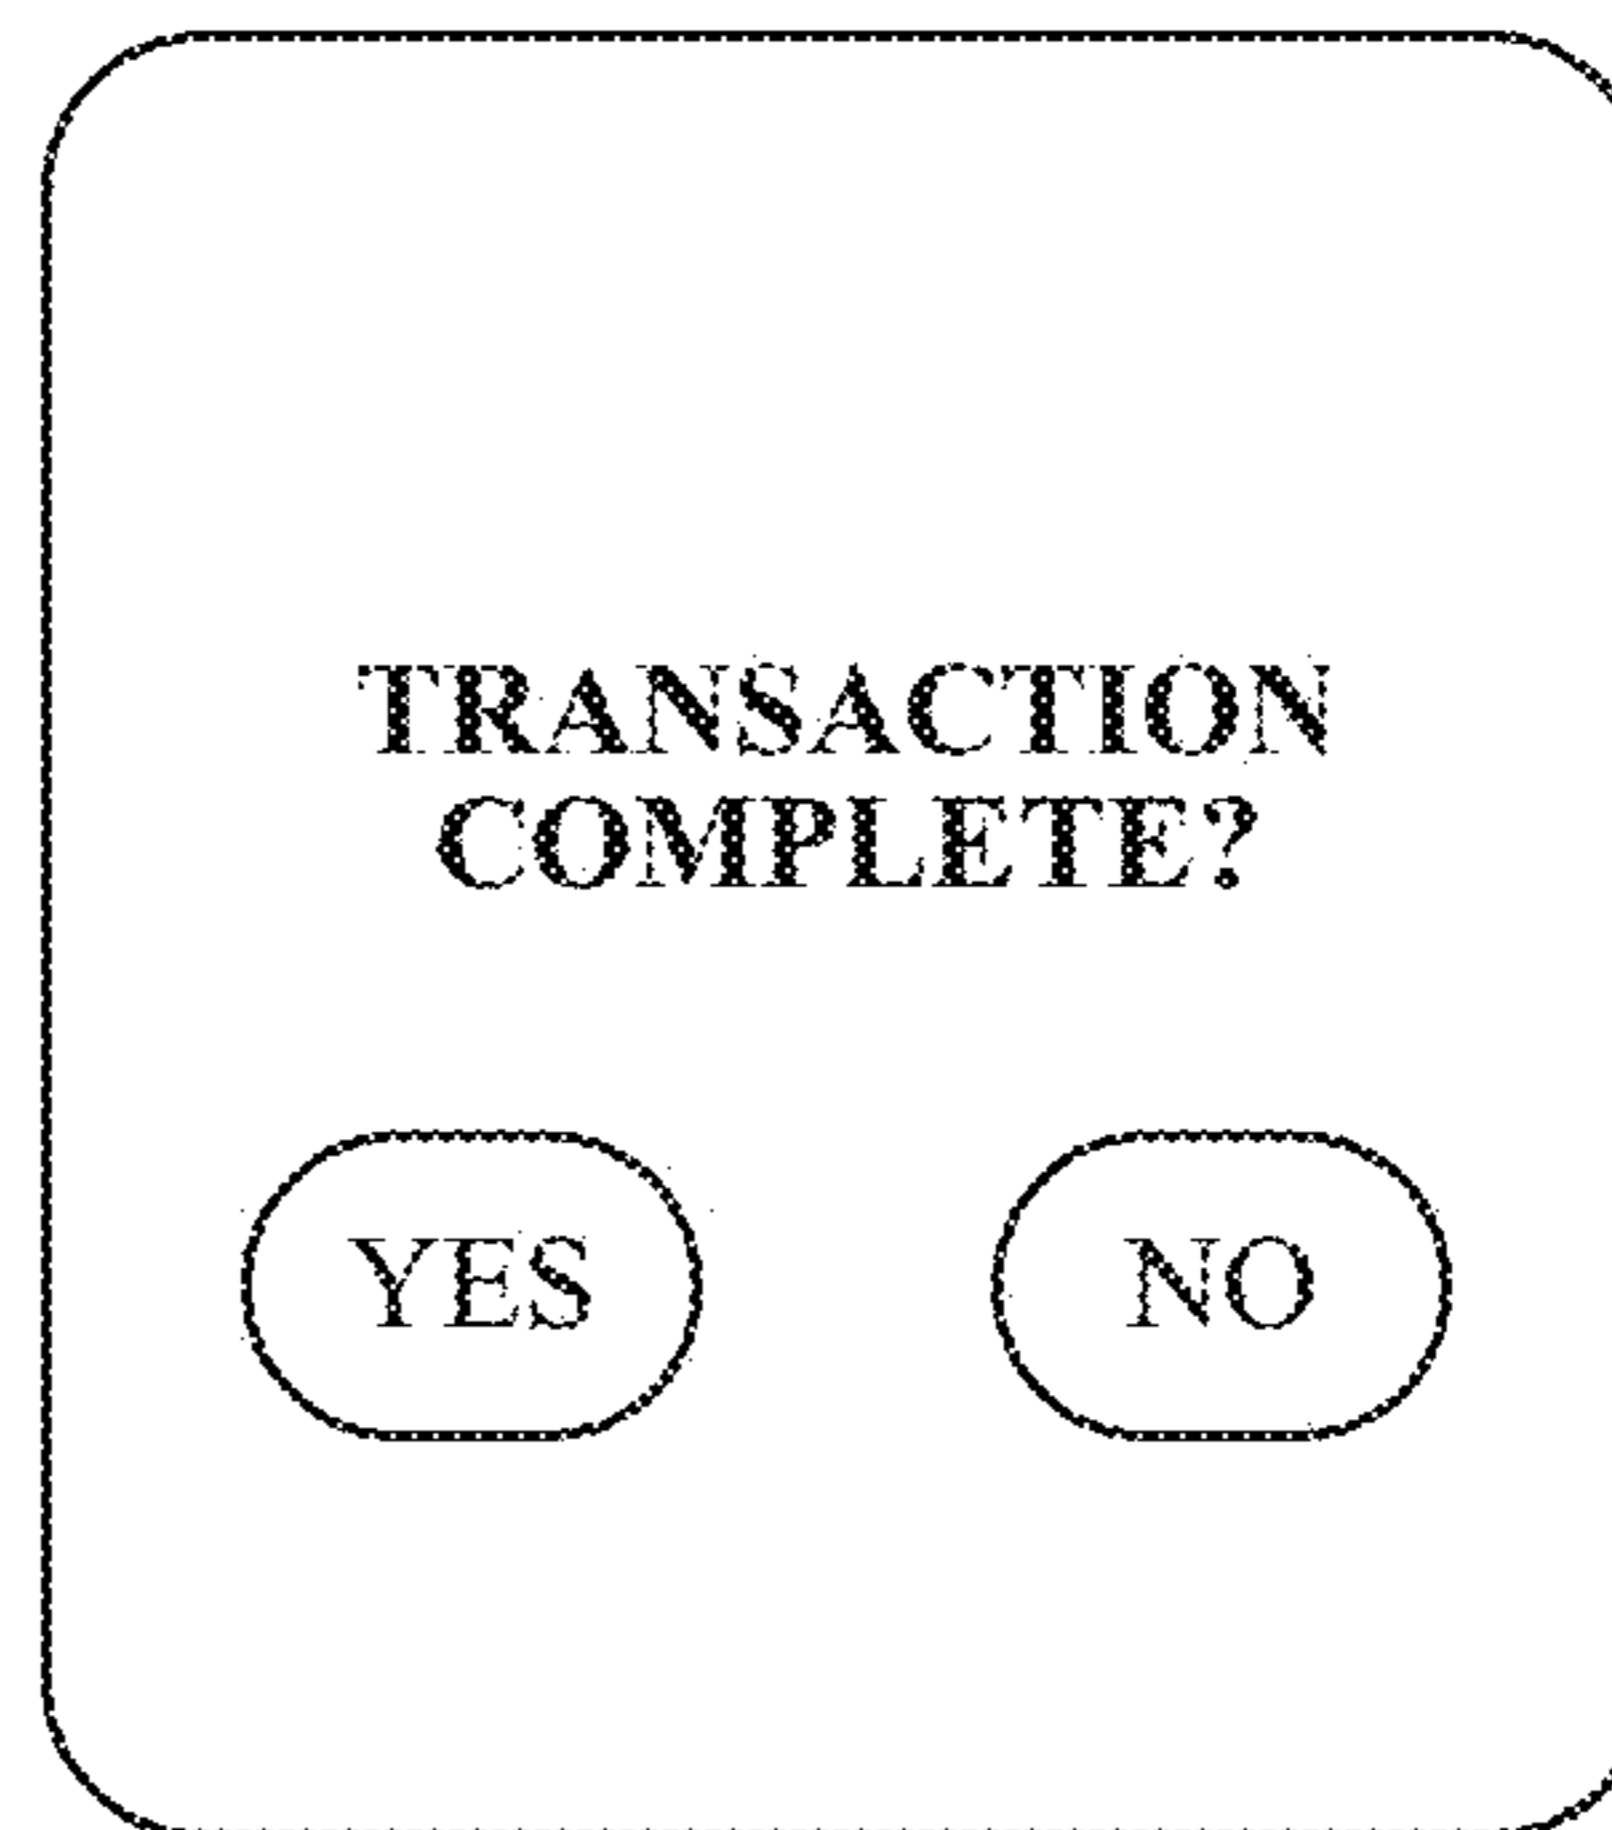 TRANSACTION
COMPLETE?
YES
NO